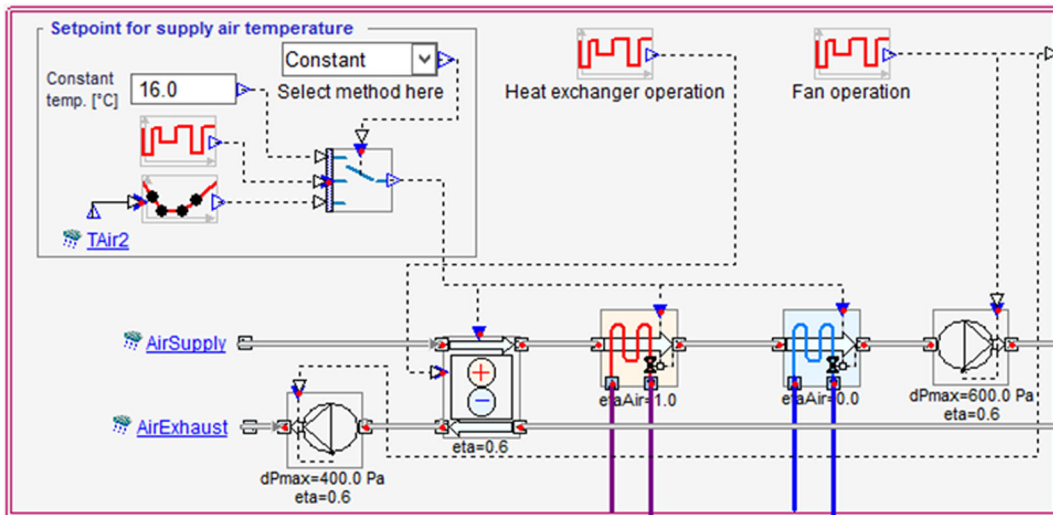 Setpoint for supply air temperature
Constant
Constant
temp. [°C]
16.0
Select method here
Heat exchanger operation
Fan operation
TAir2
AirSupply
etaAir=1.0
etaAir=0.0
dPmax=600.0 Pa
eta=0.6
AirExhaust
eta=0.6
dPmax=400.0 Pa
eta=0.6